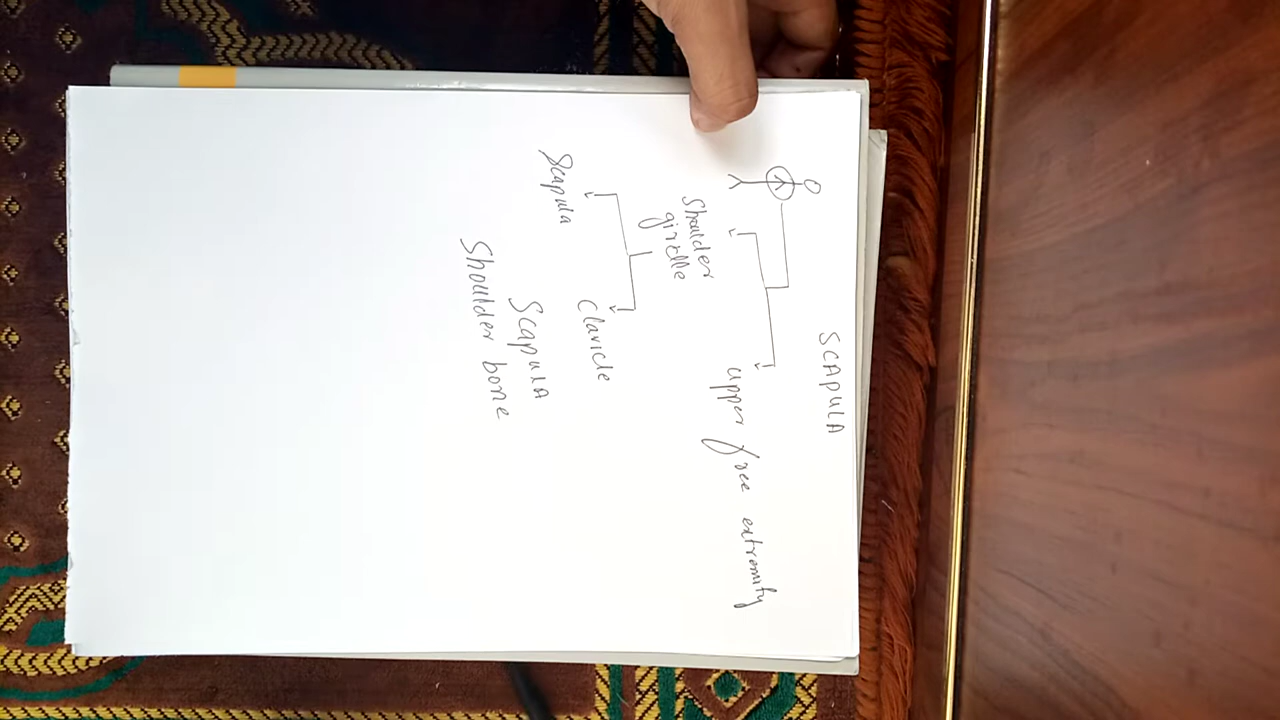 SCAPULA
Shoulder girdle
upper free extremity
Scapula
Clavicle
Scapula
Shoulder bone